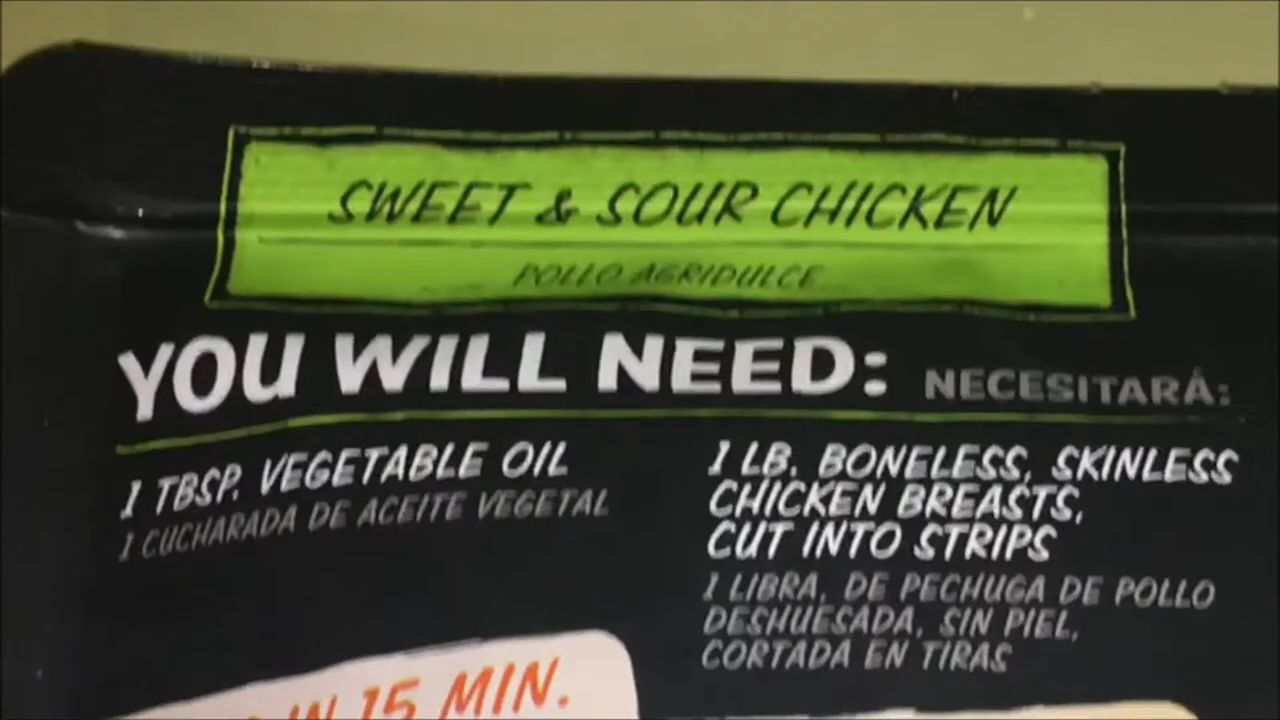 SWEET & SOUR CHICKEN
POLLO AGRIDULCE
YOU WILL NEED: NECESITARÁ:
1 TBSP. VEGETABLE OIL
1 CUCHARADA DE ACEITE VEGETAL
1 LB. BONELESS, SKINLESS
CHICKEN BREASTS,
CUT INTO STRIPS
1 LIBRA, DE PECHUGA DE POLLO
DESHUESADA, SIN PIEL,
CORTADA EN TIRAS
IN 15 MIN.